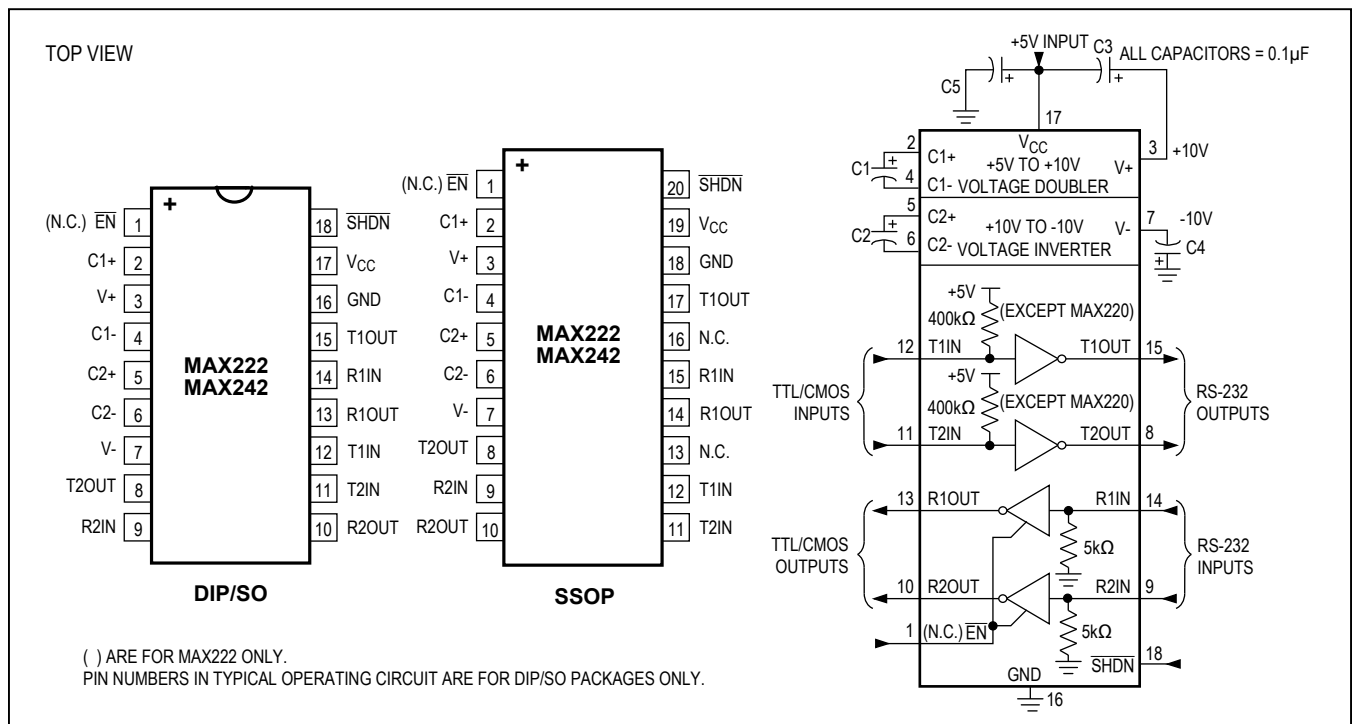 TOP VIEW
+
(N.C.) EN 1
C1+ 2
V+ 3
C1- 4
C2+ 5
C2- 6
V- 7
T2OUT 8
R2IN 9
18 SHDN
17 VCC
16 GND
15 T1OUT
14 R1IN
13 R1OUT
12 T1IN
11 T2IN
10 R2OUT
MAX222
MAX242
DIP/SO
+
(N.C.) EN 1
C1+ 2
V+ 3
C1- 4
C2+ 5
C2- 6
V- 7
T2OUT 8
R2IN 9
R2OUT 10
20 SHDN
19 VCC
18 GND
17 T1OUT
16 N.C.
15 R1IN
14 R1OUT
13 N.C.
12 T1IN
11 T2IN
MAX222
MAX242
SSOP
( ) ARE FOR MAX222 ONLY.
PIN NUMBERS IN TYPICAL OPERATING CIRCUIT ARE FOR DIP/SO PACKAGES ONLY.
+5V INPUT
C3
ALL CAPACITORS = 0.1µF
C5
+
+
17
VCC
2
C1+
+5V TO +10V
V+
3
+10V
C1
+
4
C1-
VOLTAGE DOUBLER
5
C2+
+10V TO -10V
V-
7
-10V
C2
+
6
C2-
VOLTAGE INVERTER
C4
+
+5V
400kΩ
(EXCEPT MAX220)
12
T1IN
T1OUT
15
+5V
TTL/CMOS
INPUTS
400kΩ
(EXCEPT MAX220)
RS-232
OUTPUTS
11
T2IN
T2OUT
8
13
R1OUT
R1IN
14
5kΩ
TTL/CMOS
OUTPUTS
RS-232
INPUTS
10
R2OUT
R2IN
9
5kΩ
1
(N.C.) EN
SHDN
18
GND
16